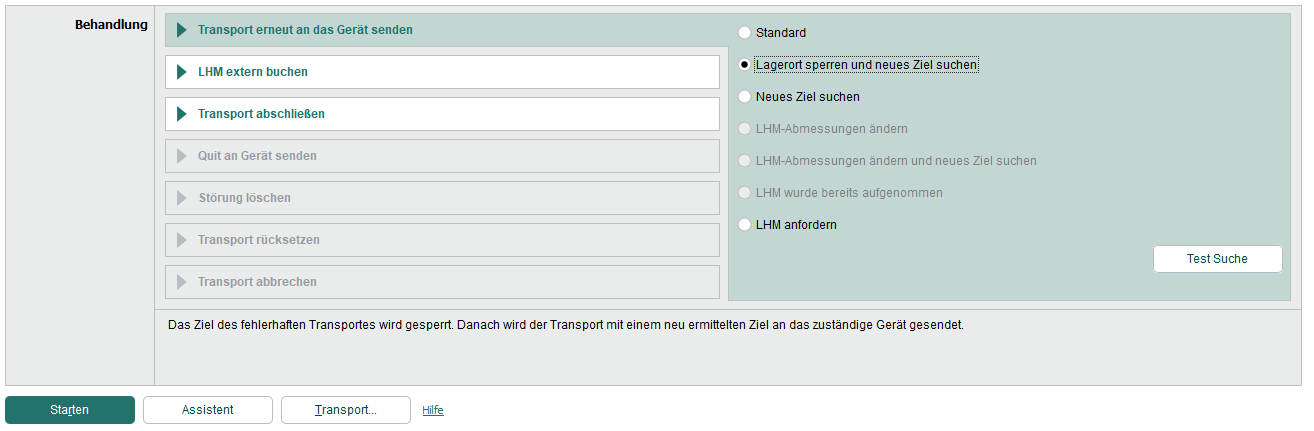 Behandlung
Transport erneut an das Gerät senden
LHM extern buchen
Transport abschließen
Quit an Gerät senden
Störung löschen
Transport rücksetzen
Transport abbrechen
Standard
Lagerort sperren und neues Ziel suchen
Neues Ziel suchen
LHM-Abmessungen ändern
LHM-Abmessungen ändern und neues Ziel suchen
LHM wurde bereits aufgenommen
LHM anfordern
Test Suche
Das Ziel des fehlerhaften Transportes wird gesperrt. Danach wird der Transport mit einem neu ermittelten Ziel an das zuständige Gerät gesendet.
Starten Assistent Transport... Hilfe